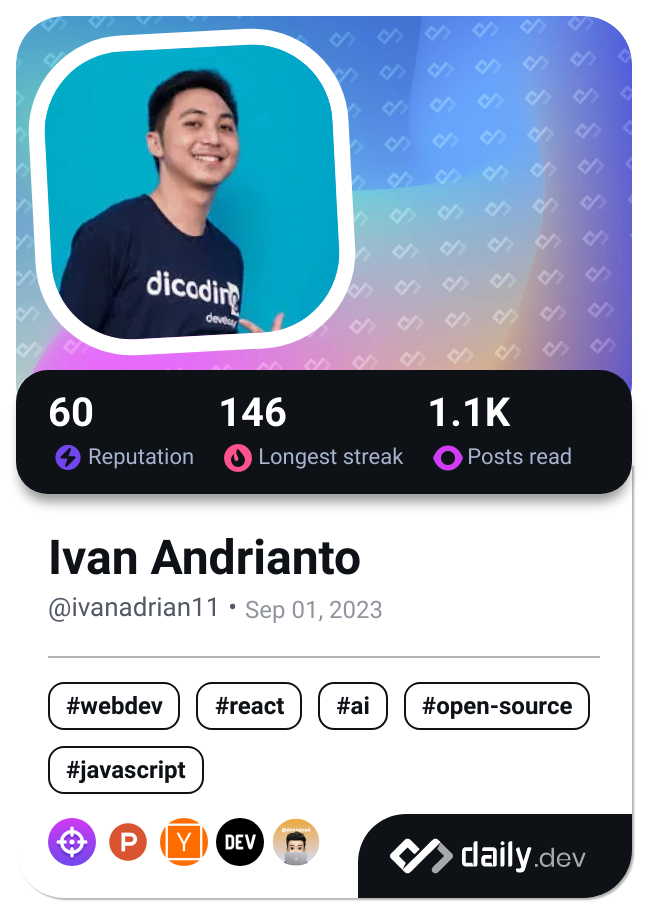 dicoding
60 146 1.1K
Reputation Longest streak Posts read
Ivan Andrianto
@ivanadrian11 • Sep 01, 2023
#webdev #react #ai #open-source
#javascript
P Y DEV
daily.dev